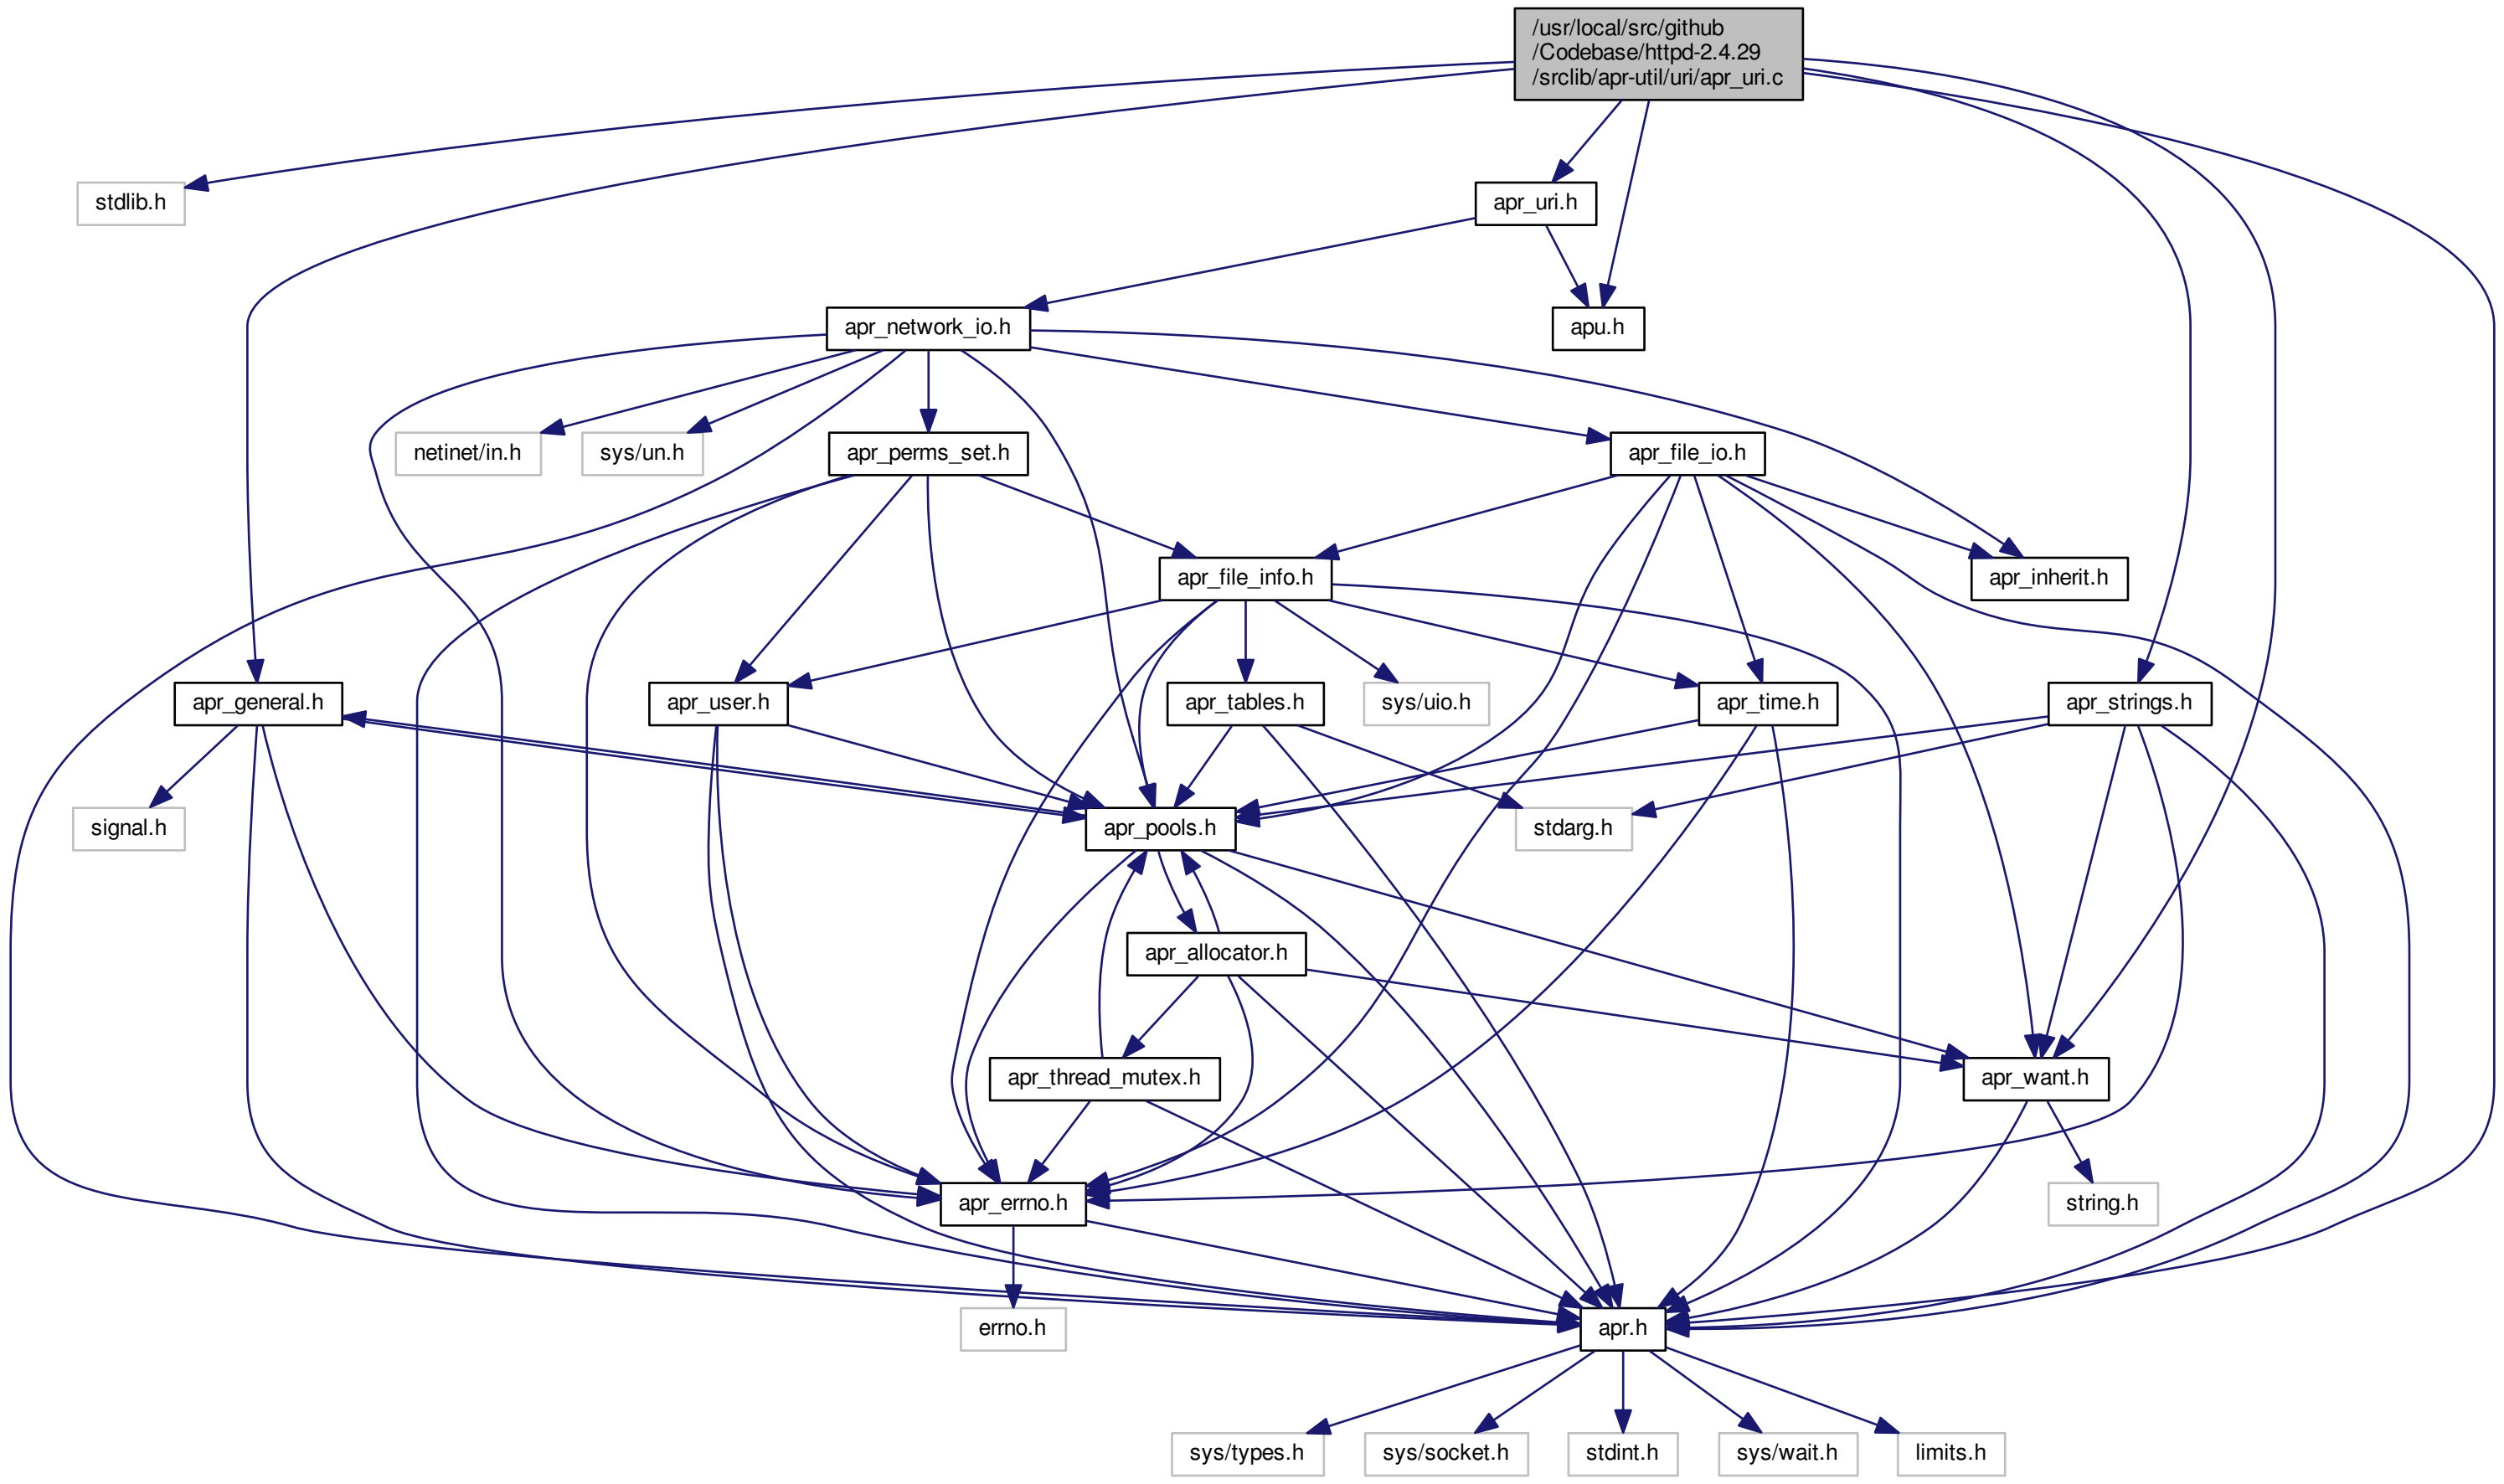 /usr/local/src/github
/Codebase/httpd-2.4.29
/srclib/apr-util/uri/apr_uri.c
stdlib.h
apr_uri.h
apr_network_io.h
apu.h
netinet/in.h
sys/un.h
apr_perms_set.h
apr_file_io.h
apr_file_info.h
apr_inherit.h
apr_general.h
apr_user.h
apr_tables.h
sys/uio.h
apr_time.h
apr_strings.h
signal.h
apr_pools.h
stdarg.h
apr_allocator.h
apr_thread_mutex.h
apr_want.h
apr_errno.h
string.h
errno.h
apr.h
sys/types.h
sys/socket.h
stdint.h
sys/wait.h
limits.h